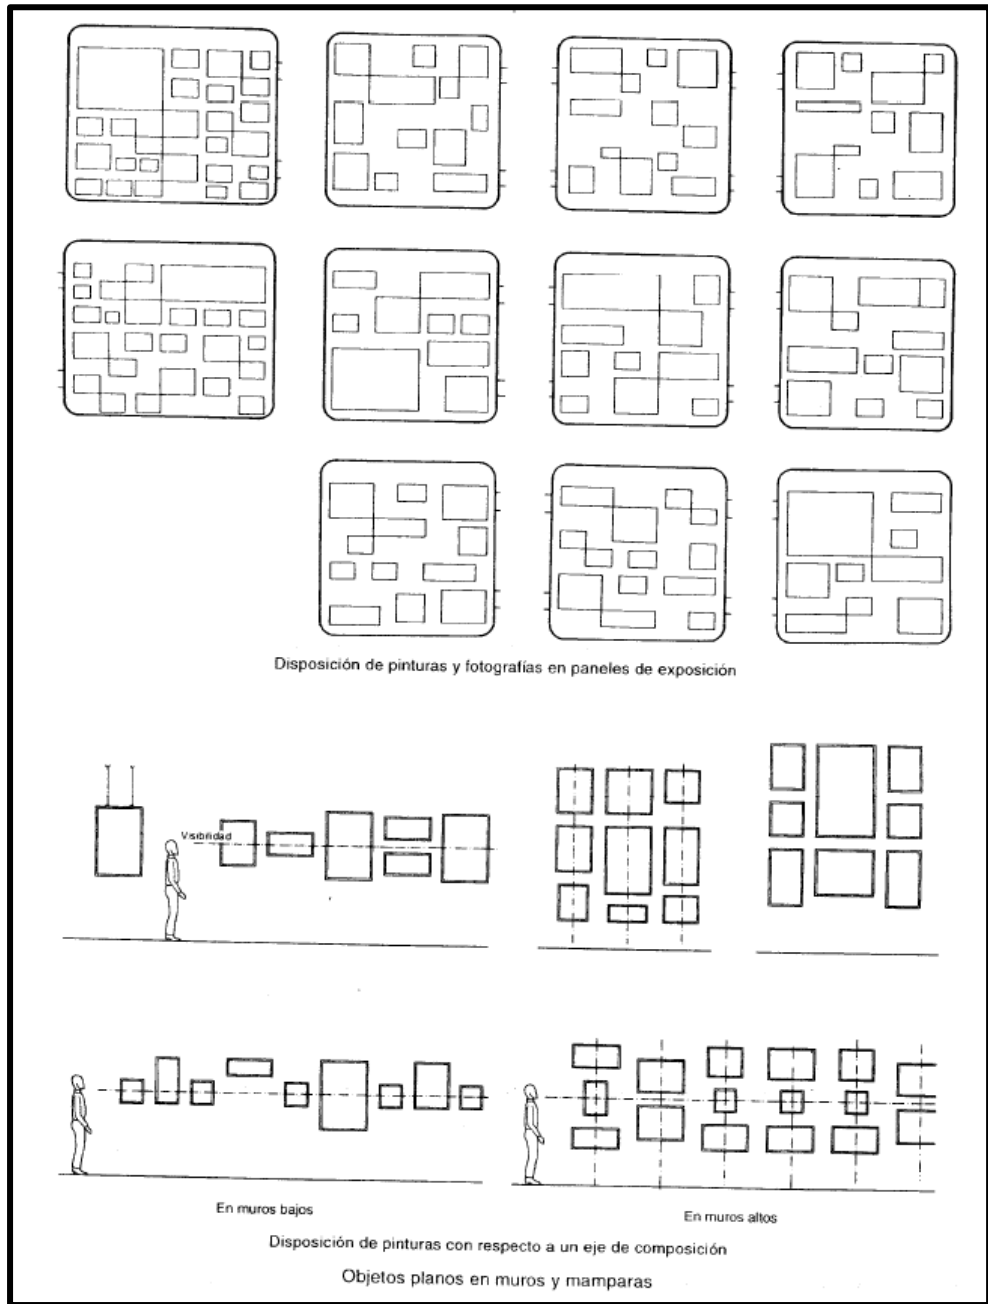 Disposición de pinturas y fotografías en paneles de exposición
Visibilidad
En muros bajos
En muros altos
Disposición de pinturas con respecto a un eje de composición
Objetos planos en muros y mamparas